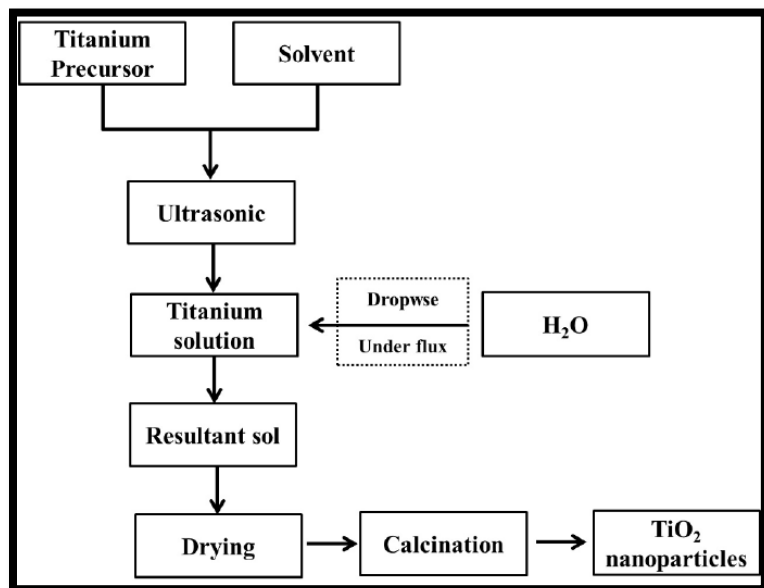 Titanium
Precursor
Solvent
Ultrasonic
Titanium
solution
Dropwse
Under flux
H₂O
Resultant sol
Drying
Calcination
TiO₂
nanoparticles